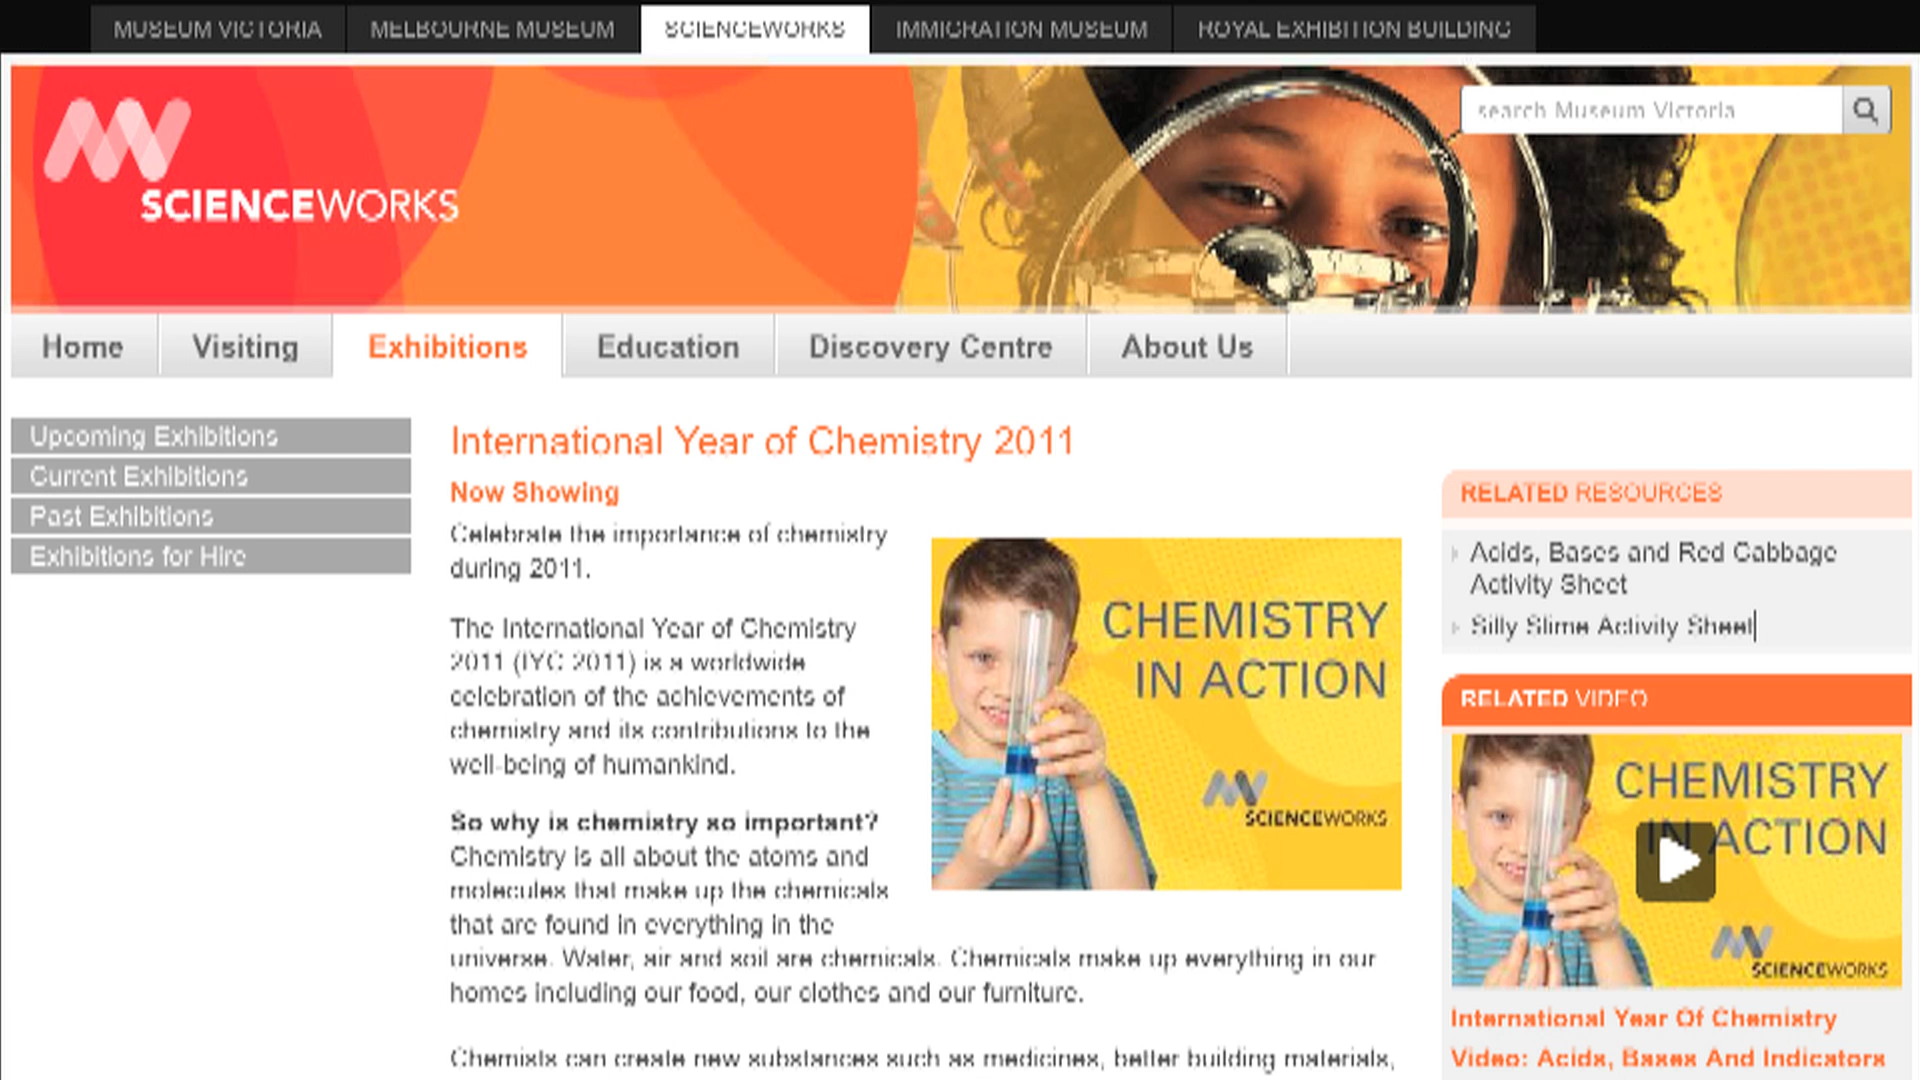 MUSEUM VICTORIA MELBOURNE MUSEUM SCIENCEWORKS IMMIGRATION MUSEUM ROYAL EXHIBITION BUILDING
search Museum Victoria
SCIENCEWORKS
Home Visiting Exhibitions Education Discovery Centre About Us
Upcoming Exhibitions
Current Exhibitions
Past Exhibitions
Exhibitions for Hire
International Year of Chemistry 2011
Now Showing
Celebrate the importance of chemistry
during 2011.
The International Year of Chemistry
2011 (IYC 2011) is a worldwide
celebration of the achievements of
chemistry and its contributions to the
well-being of humankind.
So why is chemistry so important?
Chemistry is all about the atoms and
molecules that make up the chemicals
that are found in everything in the
universe. Water, air and soil are chemicals. Chemicals make up everything in our
homes including our food, our clothes and our furniture.
Chemists can create new substances such as medicines, better building materials,
CHEMISTRY
IN ACTION
SCIENCEWORKS
RELATED RESOURCES
Acids, Bases and Red Cabbage
Activity Sheet
Silly Slime Activity Sheet
RELATED VIDEO
CHEMISTRY
IN ACTION
SCIENCEWORKS
International Year Of Chemistry
Video: Acids, Bases And Indicators